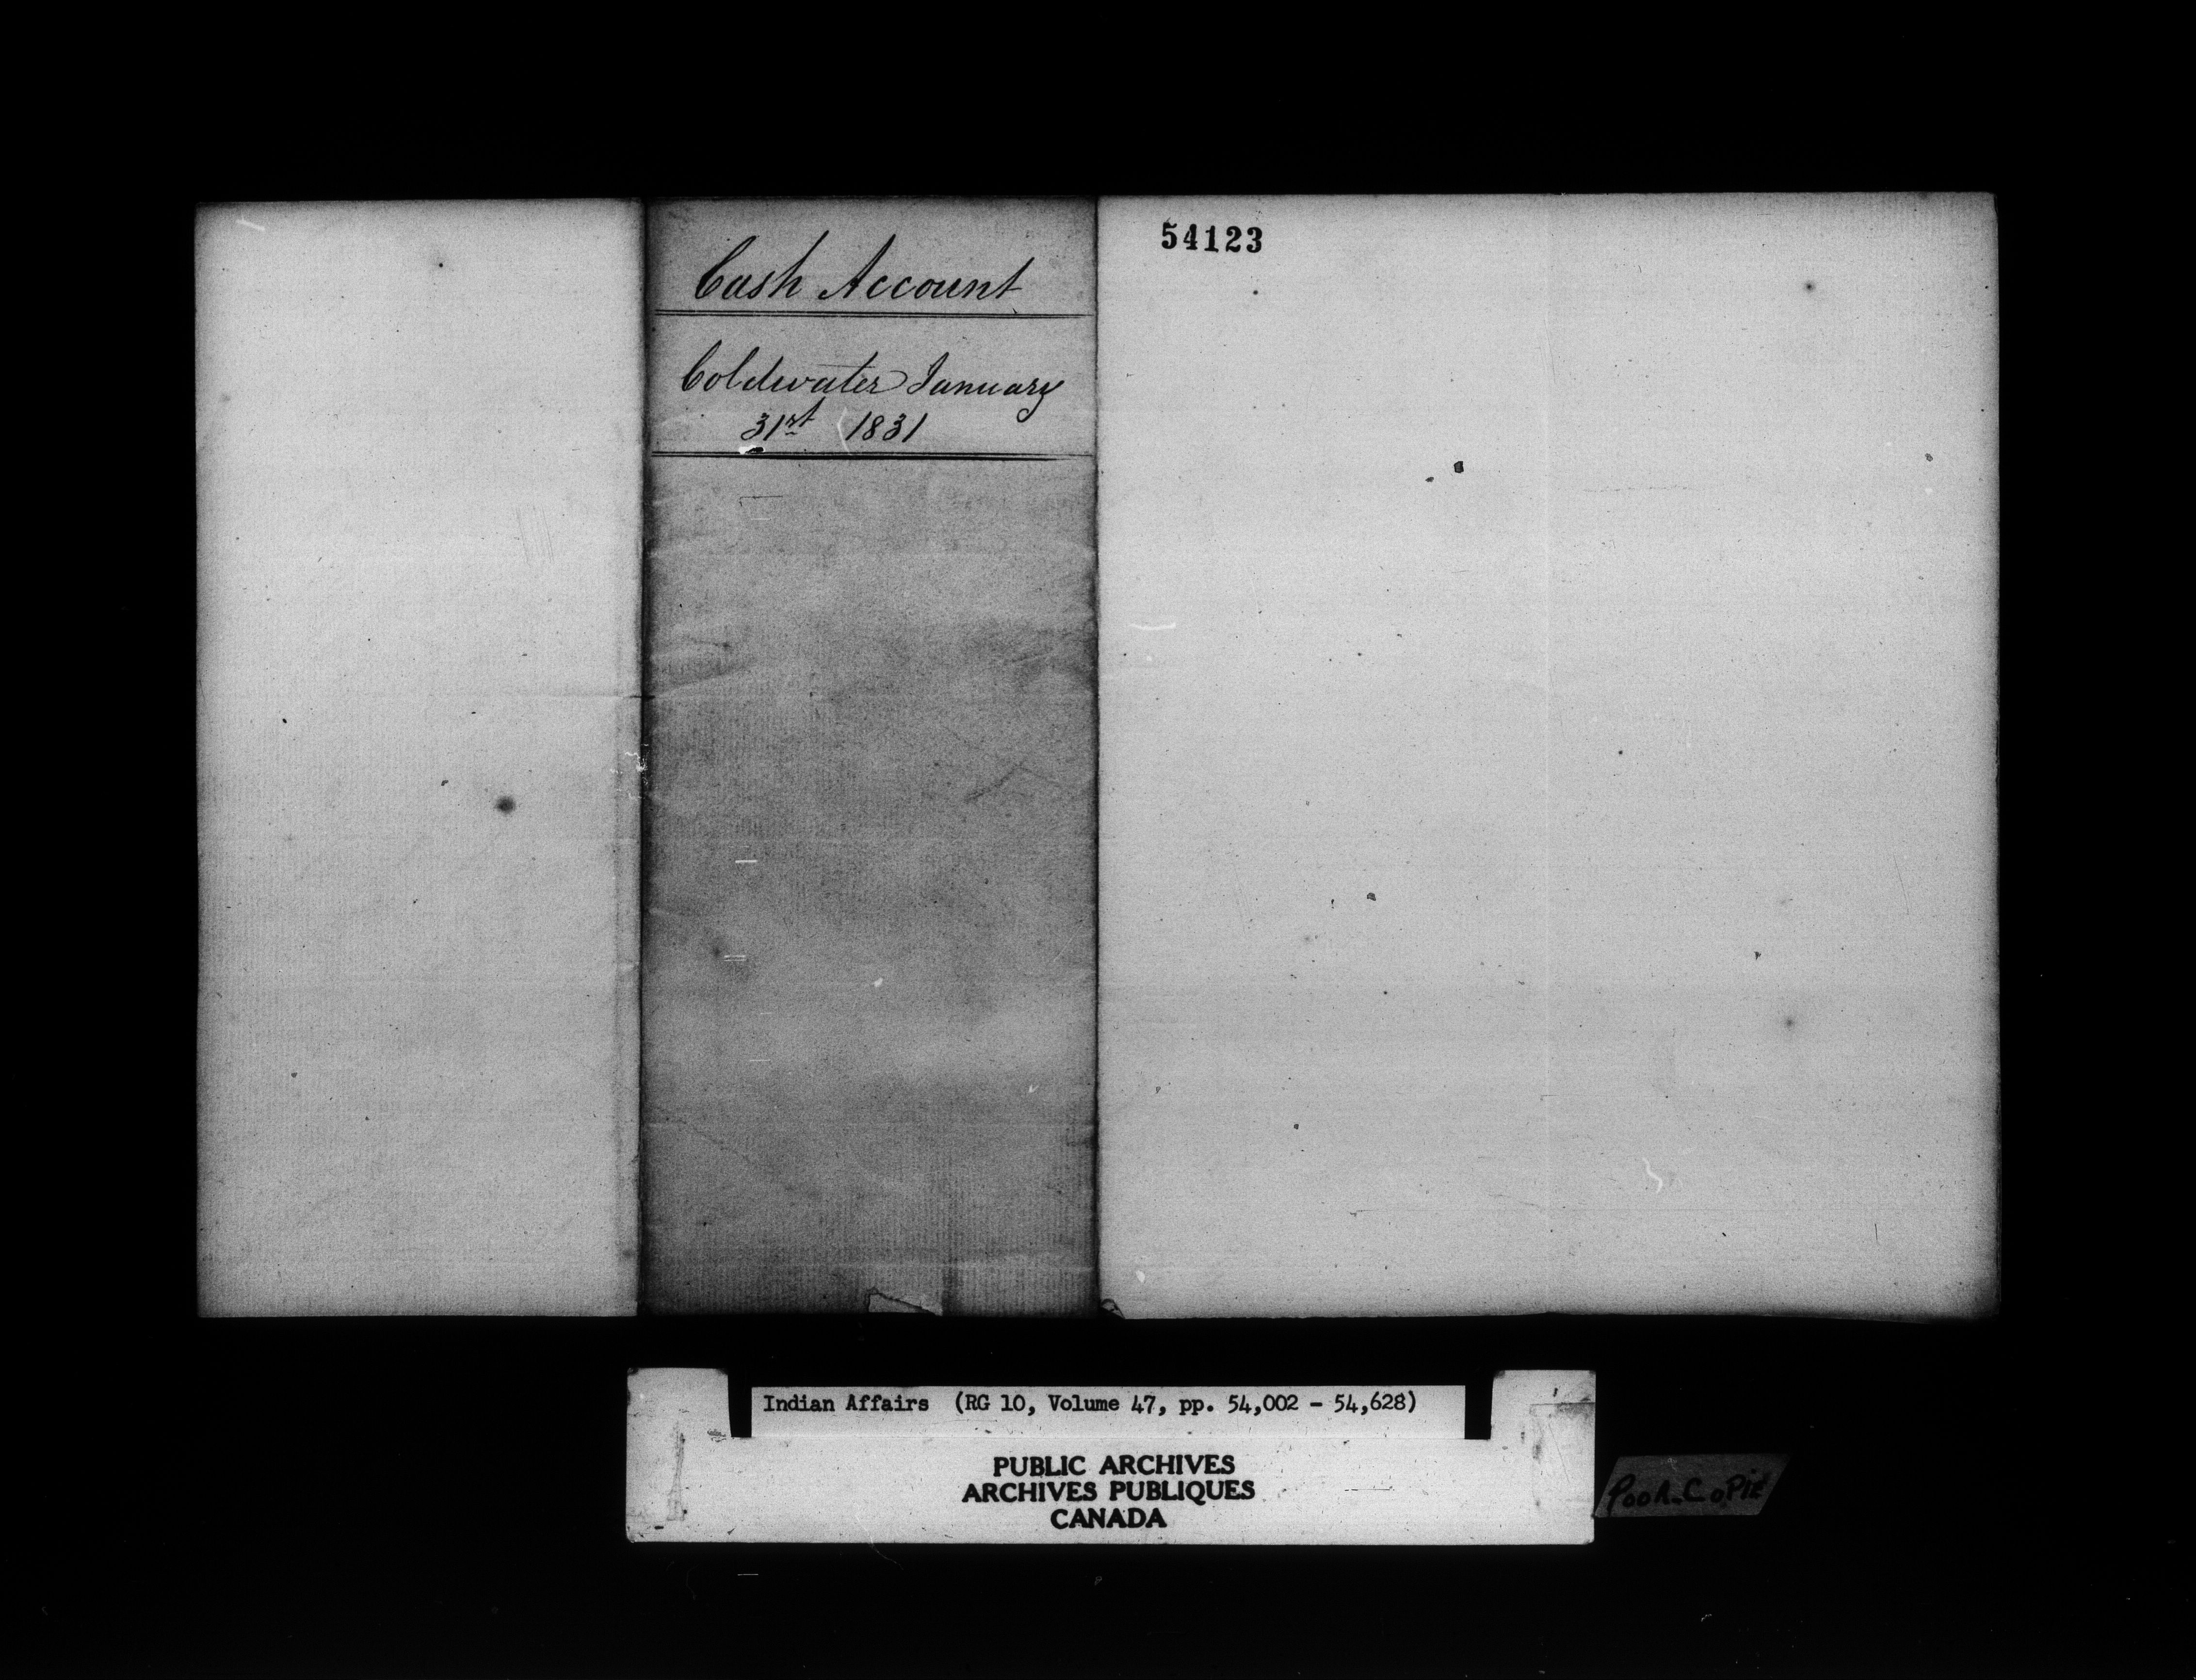 Cash Account
Coldwater January
31st 1831
54123
Indian Affairs (RG 10, Volume 47, pp. 54,002 - 54,628)
PUBLIC ARCHIVES
ARCHIVES PUBLIQUES
CANADA
POOR COPIE